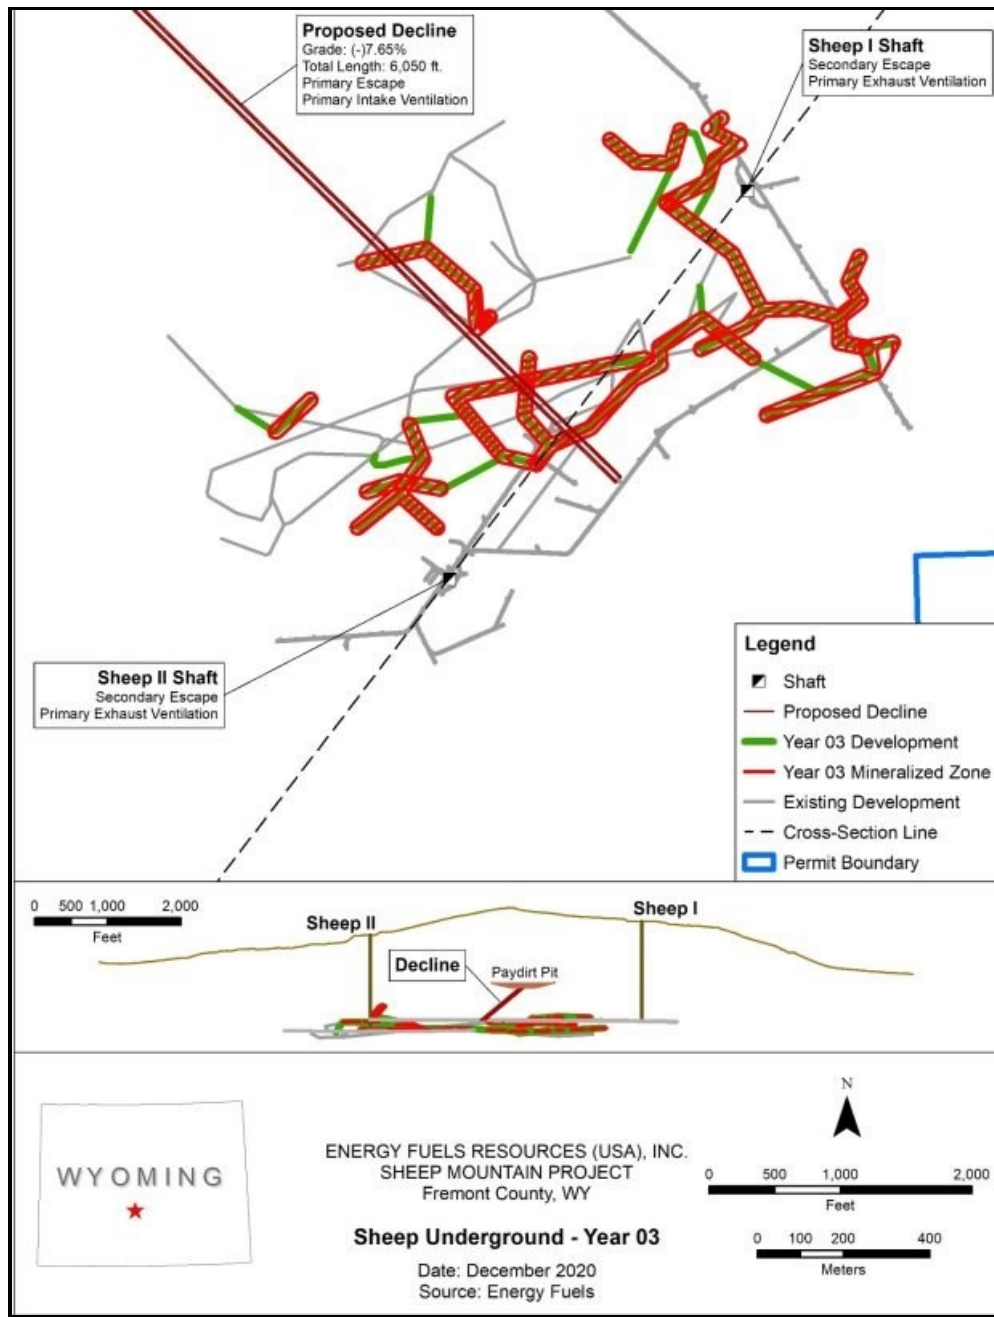 Proposed Decline
Grade: (-)7.65%
Total Length: 6,050 ft.
Primary Escape
Primary Intake Ventilation
Sheep I Shaft
Secondary Escape
Primary Exhaust Ventilation
Sheep II Shaft
Secondary Escape
Primary Exhaust Ventilation
Legend
Shaft
Proposed Decline
Year 03 Development
Year 03 Mineralized Zone
Existing Development
Cross-Section Line
Permit Boundary
0 500 1,000 2,000
Feet
Sheep II
Sheep I
Decline
Paydirt Pit
WYOMING
ENERGY FUELS RESOURCES (USA), INC.
SHEEP MOUNTAIN PROJECT
Fremont County, WY
Sheep Underground - Year 03
Date: December 2020
Source: Energy Fuels
N
0 500 1,000 2,000
Feet
0 100 200 400
Meters